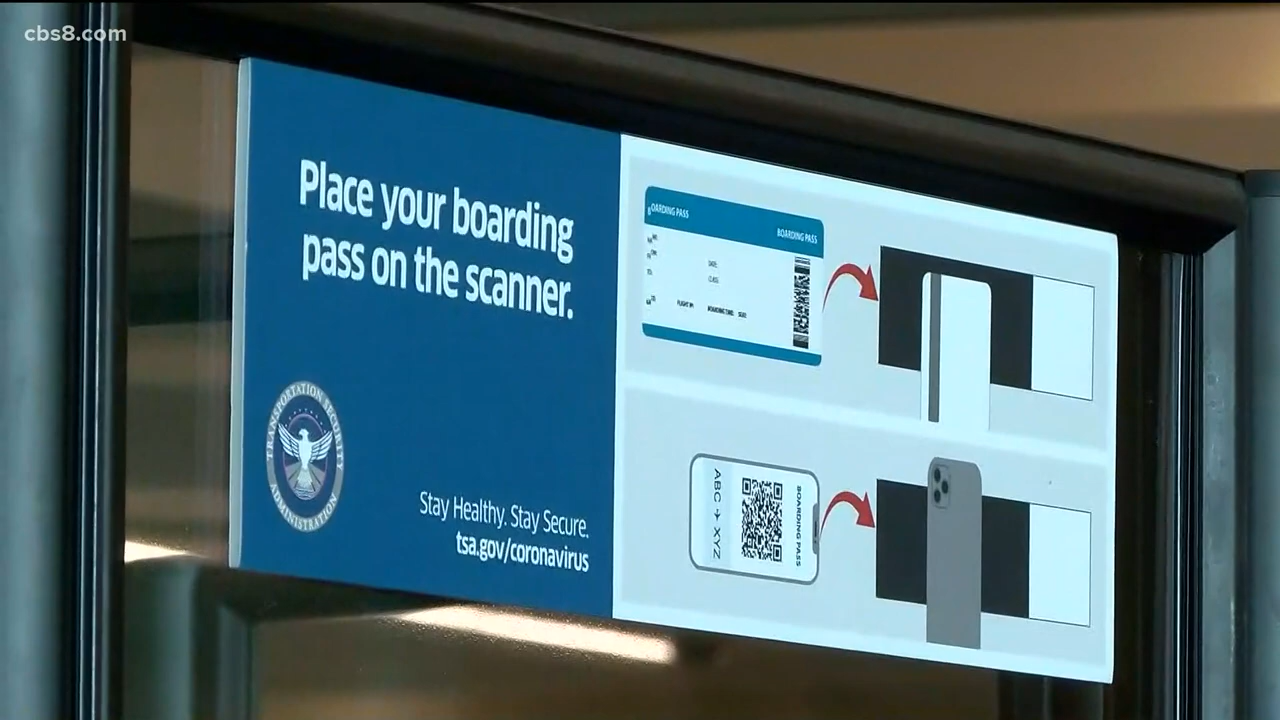 cbs8.com
Place your boarding
pass on the scanner.
TRANSPORTATION SECURITY
ADMINISTRATION
Stay Healthy. Stay Secure.
tsa.gov/coronavirus
BOARDING PASS
BOARDING PASS
DATE:
CLASS:
FLIGHT Nº:
BOARDING TIME:
SEAT:
ABC → XYZ
BOARDING PASS